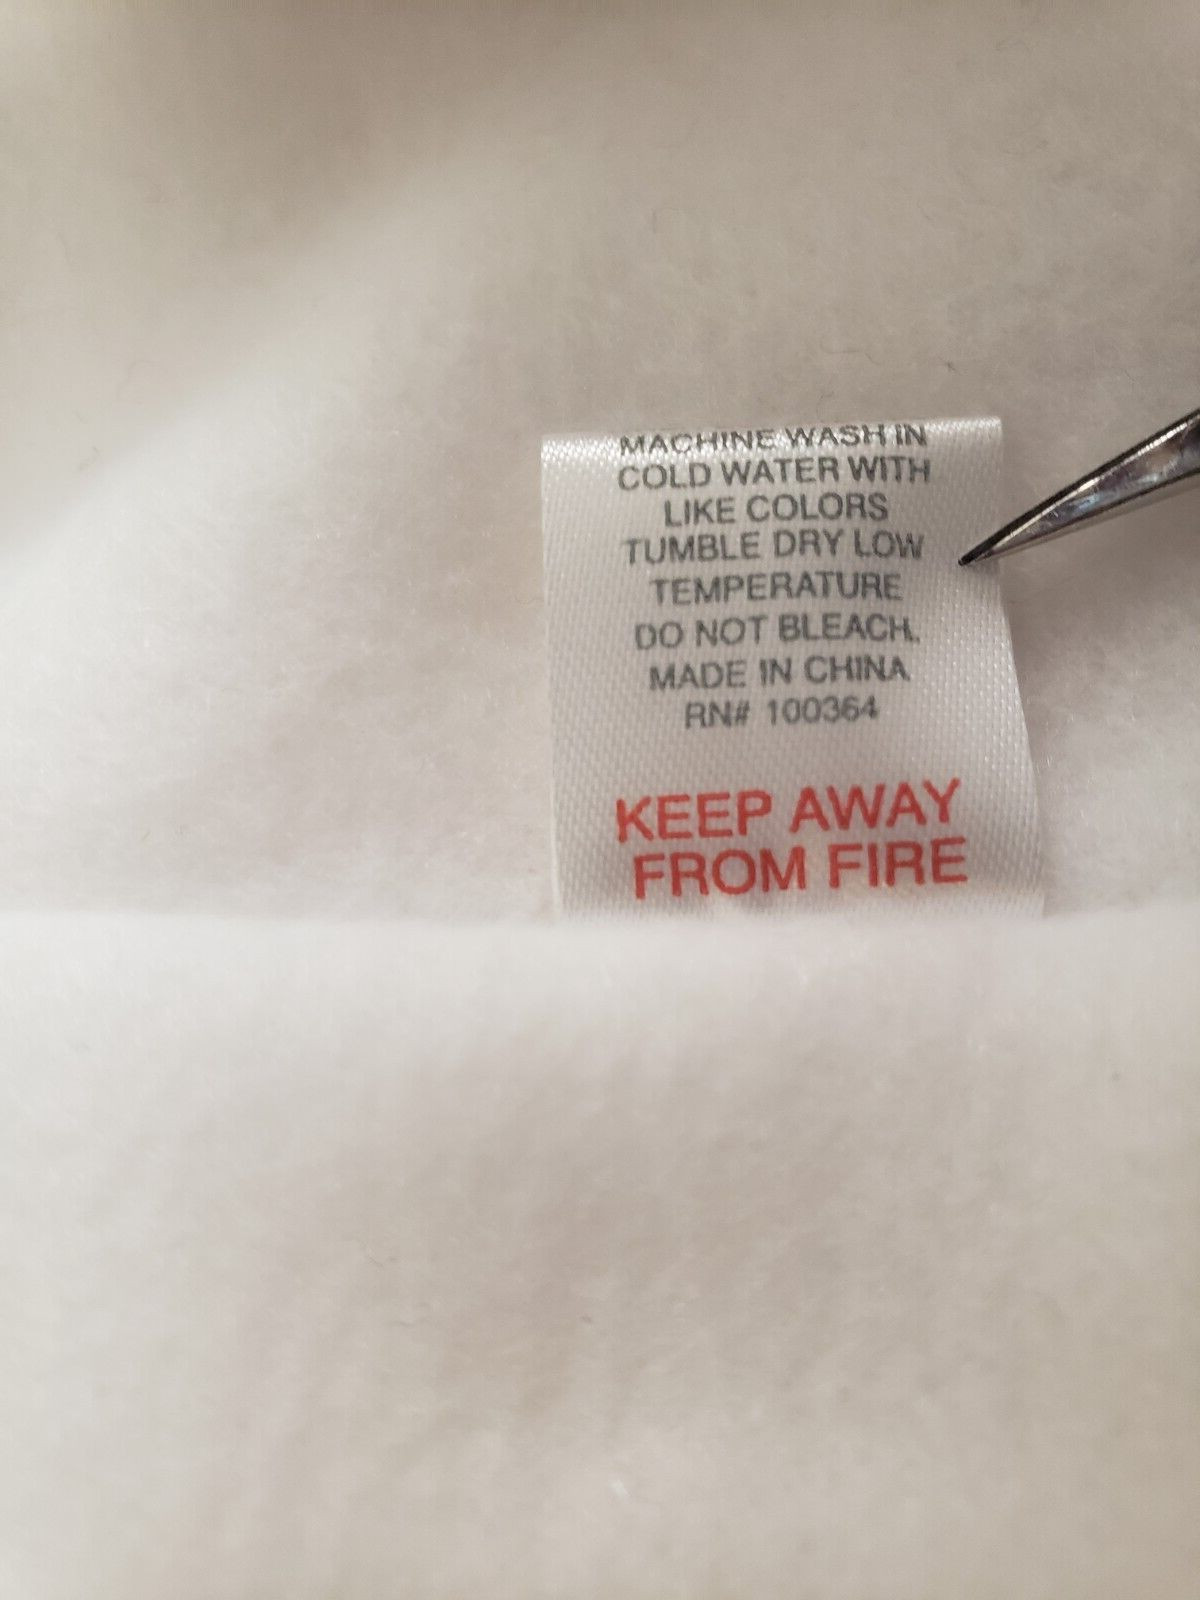 MACHINE WASH IN
COLD WATER WITH
LIKE COLORS
TUMBLE DRY LOW
TEMPERATURE
DO NOT BLEACH.
MADE IN CHINA
RN# 100364
KEEP AWAY
FROM FIRE